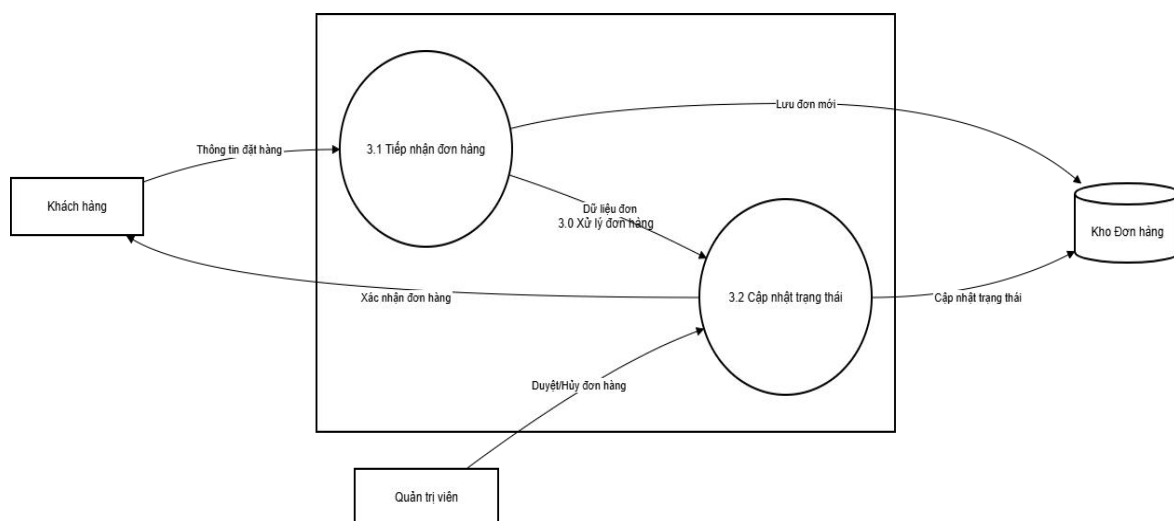 Lưu đơn mới
Thông tin đặt hàng
3.1 Tiếp nhận đơn hàng
Khách hàng
Dữ liệu đơn
3.0 Xử lý đơn hàng
Kho Đơn hàng
Xác nhận đơn hàng
3.2 Cập nhật trạng thái
Cập nhật trạng thái
Duyệt/Hủy đơn hàng
Quản trị viên